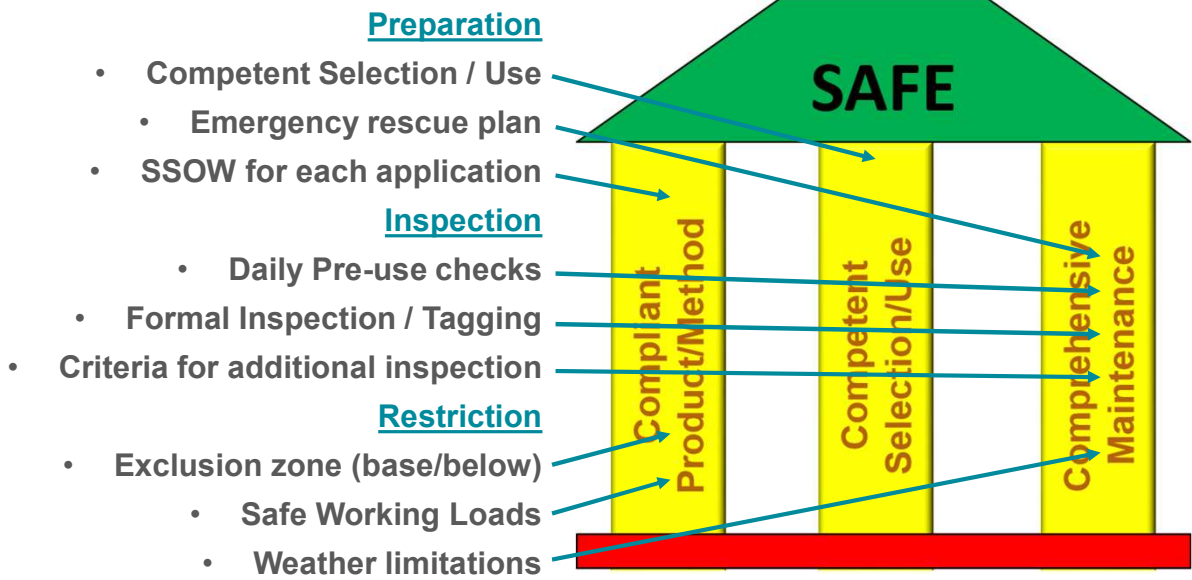 Preparation
• Competent Selection / Use
• Emergency rescue plan
• SSOW for each application
Inspection
• Daily Pre-use checks
• Formal Inspection / Tagging
• Criteria for additional inspection
Restriction
• Exclusion zone (base/below)
• Safe Working Loads
• Weather limitations
SAFE
Compliant
Product/Method
Competent
Selection/Use
Comprehensive
Maintenance